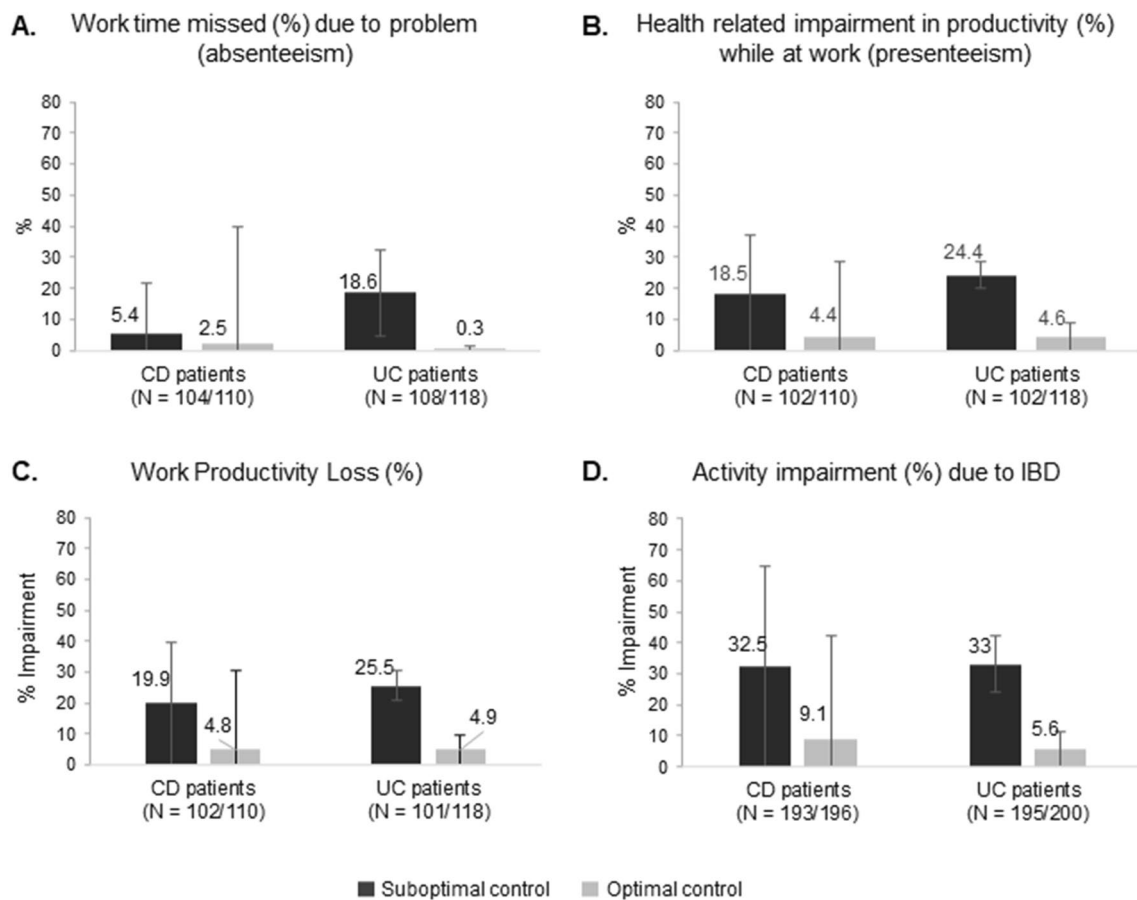 A. Work time missed (%) due to problem
(absenteeism)
%
80
70
60
50
40
30
20
10
0
5.4
2.5
18.6
0.3
CD patients
(N = 104/110)
UC patients
(N = 108/118)
B. Health related impairment in productivity (%)
while at work (presenteeism)
%
80
70
60
50
40
30
20
10
0
18.5
4.4
24.4
4.6
CD patients
(N = 102/110)
UC patients
(N = 102/118)
C. Work Productivity Loss (%)
% Impairment
80
70
60
50
40
30
20
10
0
19.9
4.8
25.5
4.9
CD patients
(N = 102/110)
UC patients
(N = 101/118)
D. Activity impairment (%) due to IBD
% Impairment
80
70
60
50
40
30
20
10
0
32.5
9.1
33
5.6
CD patients
(N = 193/196)
UC patients
(N = 195/200)
Suboptimal control
Optimal control